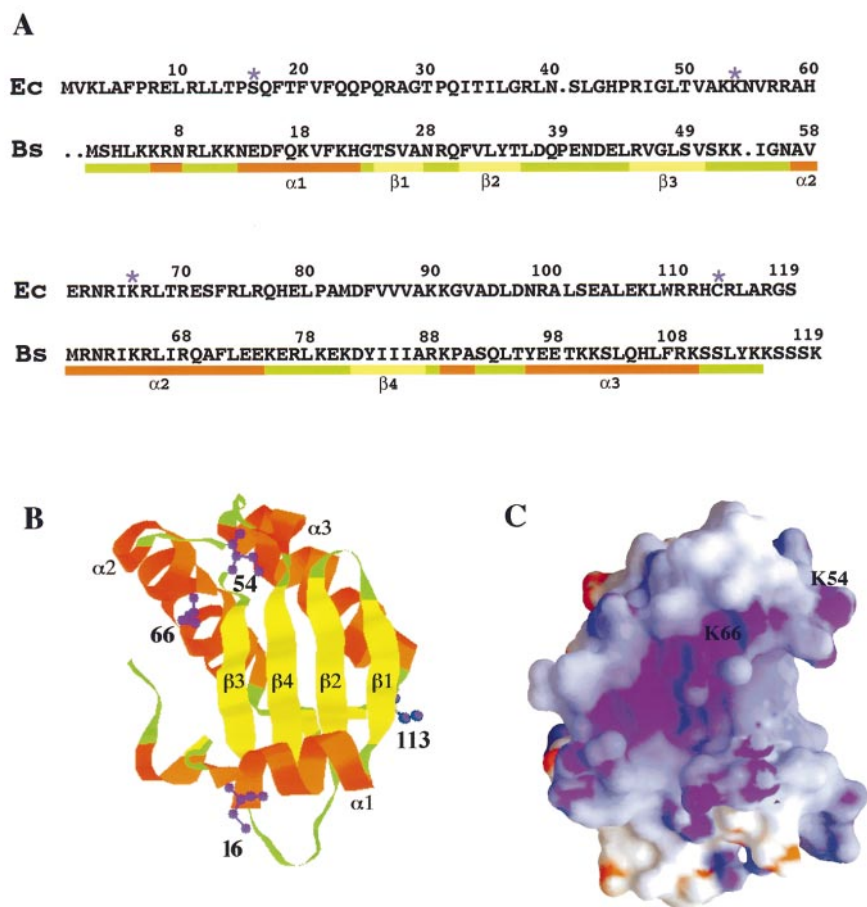 A
10 20 30 40 50 60
* *
Ec MVKLAFPRELRLLTPSQFTFVFQQPQRAGTPQITILGRLN.SLGHPRIGLTVAKKNVRRAH
8 18 28 39 49 58
Bs ..MSHLKKRNRLKKNEDFQKVFKHGTSVANRQFVLYTLDQPENDELRVGLSVSKK.IGNAV
α1 β1 β2 β3 α2
* 70 80 90 100 110 * 119
Ec ERNRIKRLTRESFRLRQHELPAMDFVVVAKKGVADLDNRALSEALEKLWRRHCRLARGS
68 78 88 98 108 119
Bs MRNRIKRLIRQAFLEEKERLKEKDYIIIARKPASQLTYEETKKSLQHLFRKSSLYKKSSSK
α2 β4 α3
B
α3
α2
54
66
β3 β4 β2 β1
113
α1
16
C
K54
K66